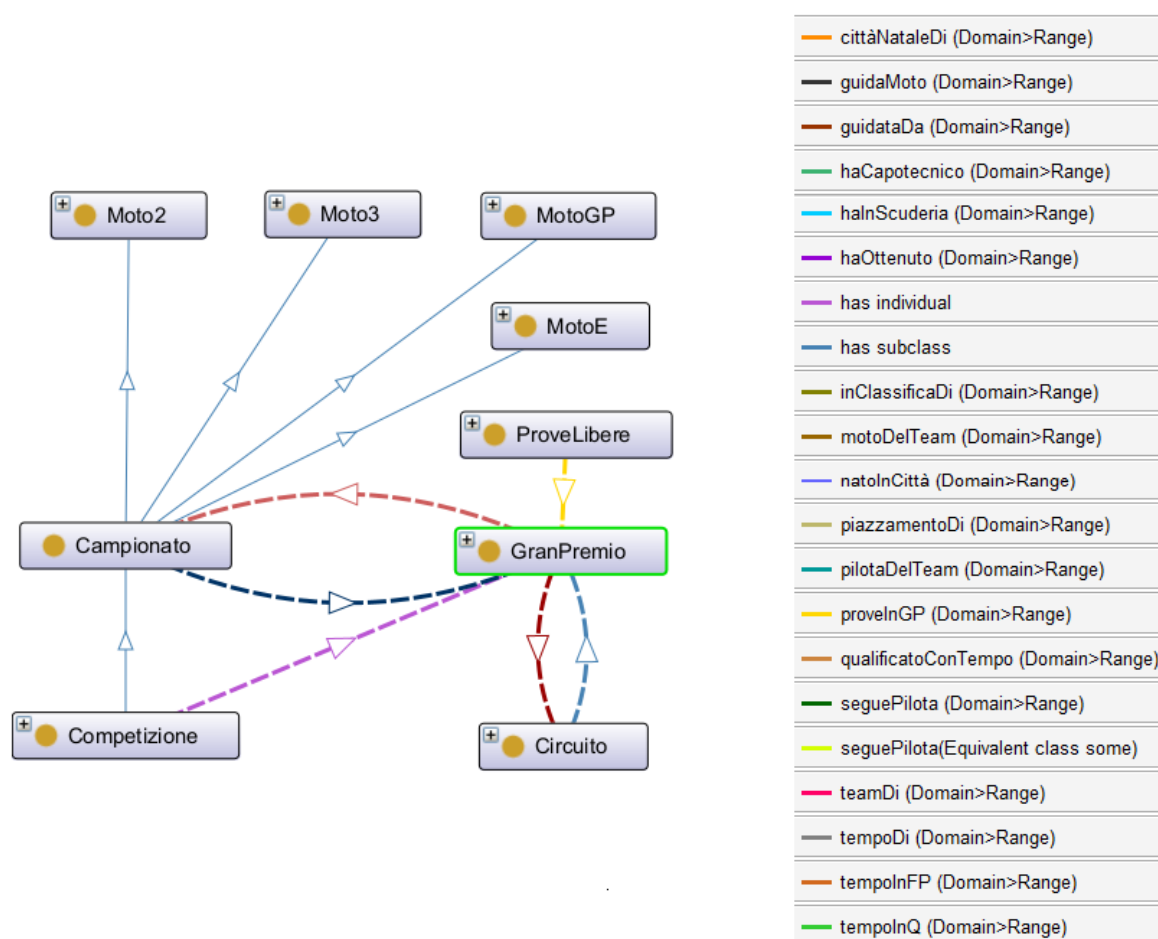 Moto2
Moto3
MotoGP
MotoE
ProveLibere
Campionato
GranPremio
Competizione
Circuito
cittàNataleDi (Domain>Range)
guidaMoto (Domain>Range)
guidataDa (Domain>Range)
haCapotecnico (Domain>Range)
haInScuderia (Domain>Range)
haOttenuto (Domain>Range)
has individual
has subclass
inClassificaDi (Domain>Range)
motoDelTeam (Domain>Range)
natoInCittà (Domain>Range)
piazzamentoDi (Domain>Range)
pilotaDelTeam (Domain>Range)
proveInGP (Domain>Range)
qualificatoConTempo (Domain>Range)
seguePilota (Domain>Range)
seguePilota(Equivalent class some)
teamDi (Domain>Range)
tempoDi (Domain>Range)
tempoInFP (Domain>Range)
tempoInQ (Domain>Range)